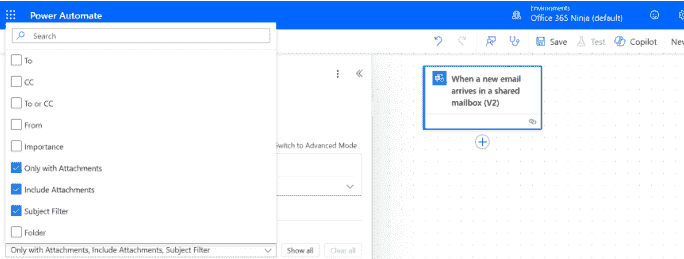 Power Automate
Environments
Office 365 Ninja (default)
Search
Save
Test
Copilot
New
To
CC
To or CC
From
Importance
Only with Attachments
Include Attachments
Subject Filter
Folder
Switch to Advanced Mode
When a new email
arrives in a shared
mailbox (V2)
Only with Attachments, Include Attachments, Subject Filter
Show all
Clear all